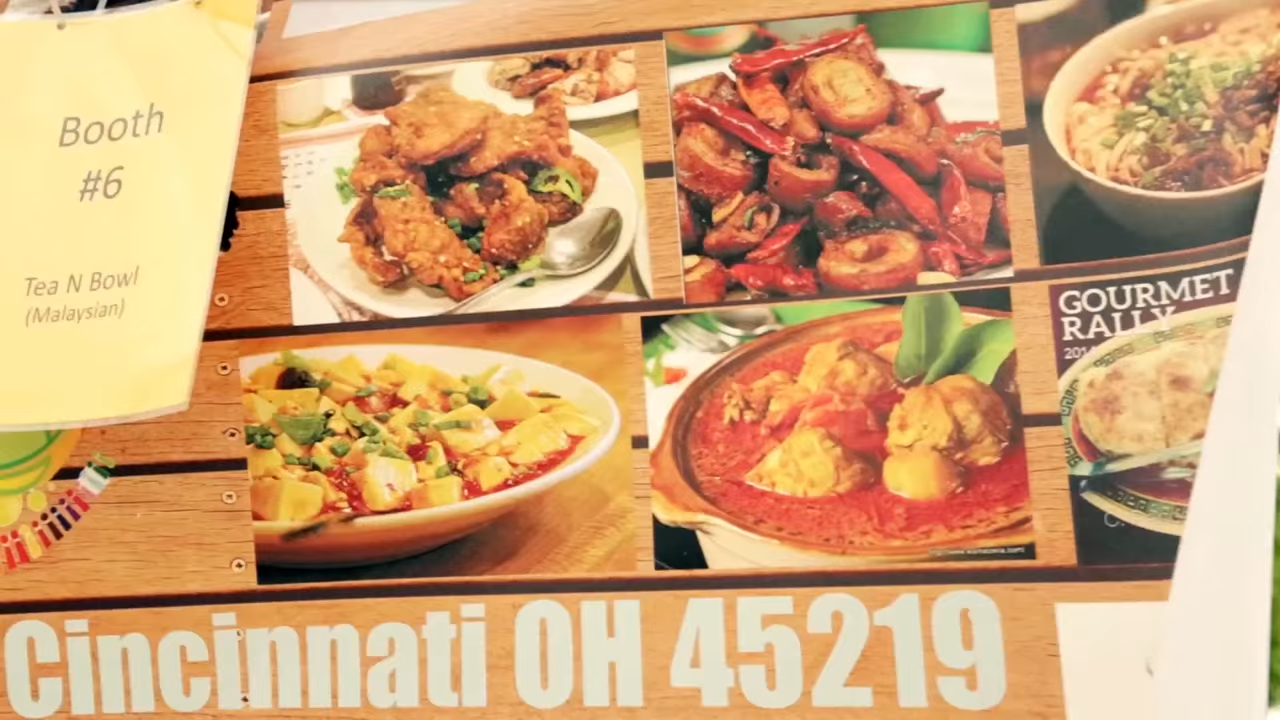 Booth
#6
Tea N Bowl
(Malaysian)
GOURMET
RALLY
Cincinnati OH 45219